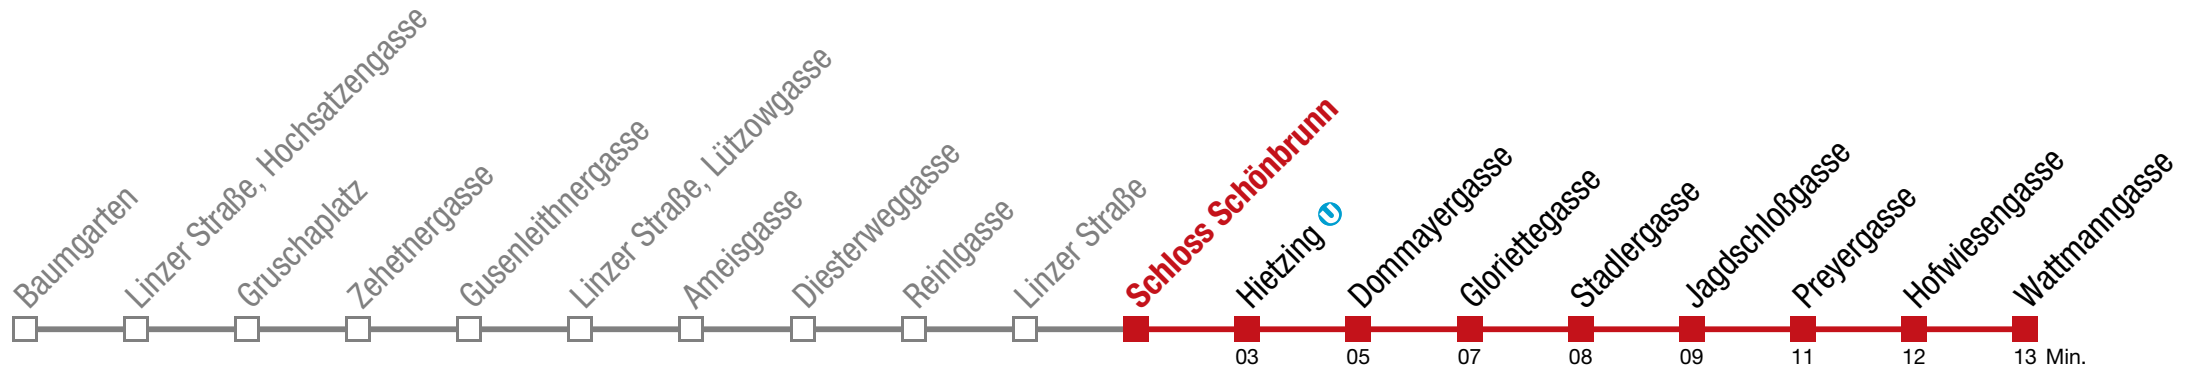 Baumgarten
Linzer Straße, Hochsatzengasse
Gruschaplatz
Zehetnergasse
Gusenleithnergasse
Linzer Straße, Lützowgasse
Ameisgasse
Diesterweggasse
Reinlgasse
Linzer Straße
Schloss Schönbrunn
Hietzing U
Dommayergasse
Gloriettegasse
Stadlergasse
Jagdschloßgasse
Preyergasse
Hofwiesengasse
Wattmanngasse
03 05 07 08 09 11 12 13 Min.